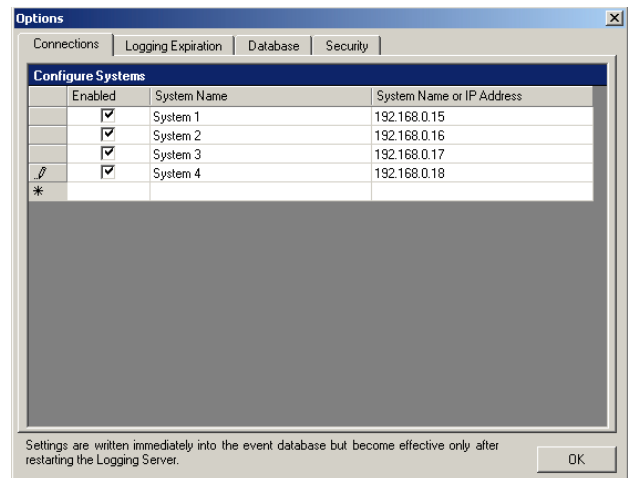 Options
Connections Logging Expiration Database Security
Configure Systems
Enabled System Name System Name or IP Address
System 1 192.168.0.15
System 2 192.168.0.16
System 3 192.168.0.17
System 4 192.168.0.18
*
Settings are written immediately into the event database but become effective only after
restarting the Logging Server.
OK